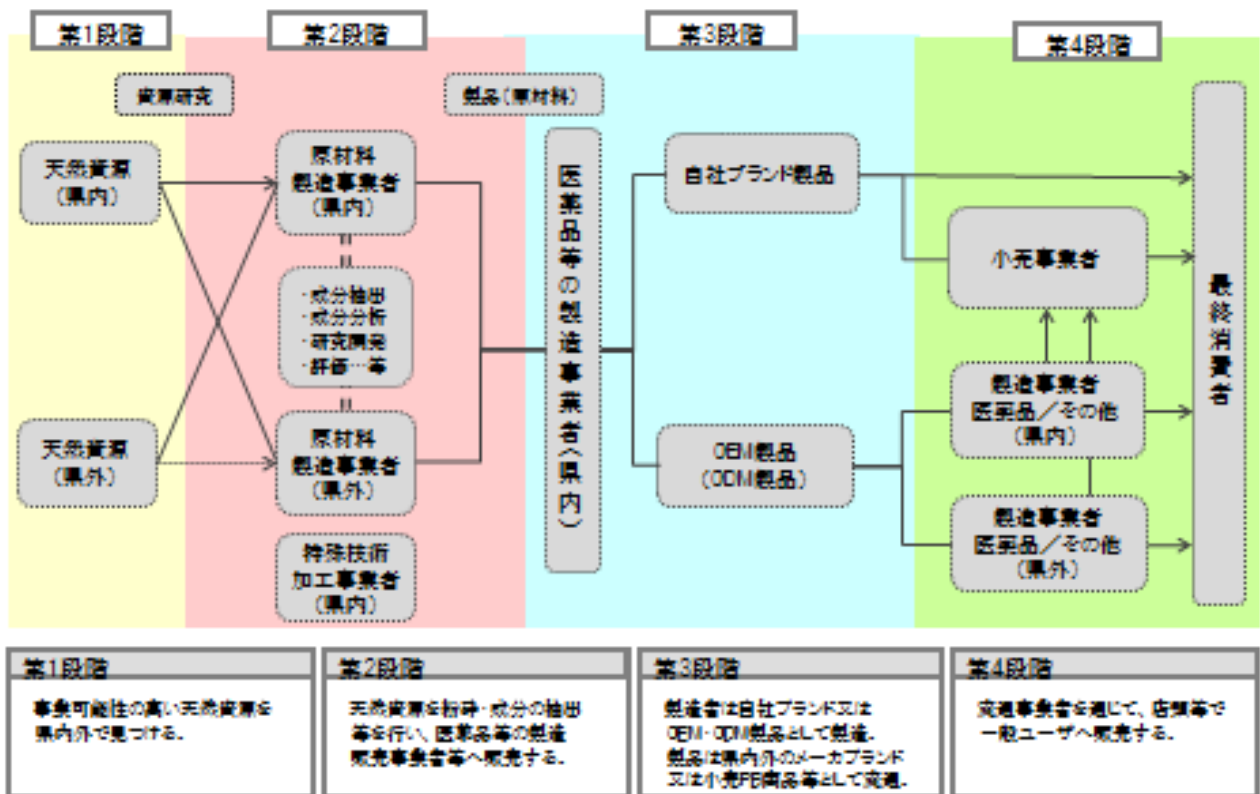 第1段階
第2段階
第3段階
第4段階
資源研究
製品(原材料)
天然資源
(県内)
天然資源
(県外)
原材料
製造事業者
(県内)
・成分抽出
・成分分析
・研究開発
・評価…等
原材料
製造事業者
(県外)
特殊技術
加工事業者
(県内)
医薬品等の製造事業者(県内)
自社ブランド製品
OEM製品
(ODM製品)
小売事業者
製造事業者
医薬品/その他
(県内)
製造事業者
医薬品/その他
(県外)
最終消費者
第1段階
事業可能性の高い天然資源を
県内外で見つける。
第2段階
天然資源を粉砕・成分の抽出
等を行い、医薬品等の製造
販売事業者等へ販売する。
第3段階
製造者は自社ブランド又は
OEM・ODM製品として製造。
製品は県内外のメーカブランド
又は小売PB商品等として流通。
第4段階
流通事業者を通じて、店頭等で
一般ユーザへ販売する。